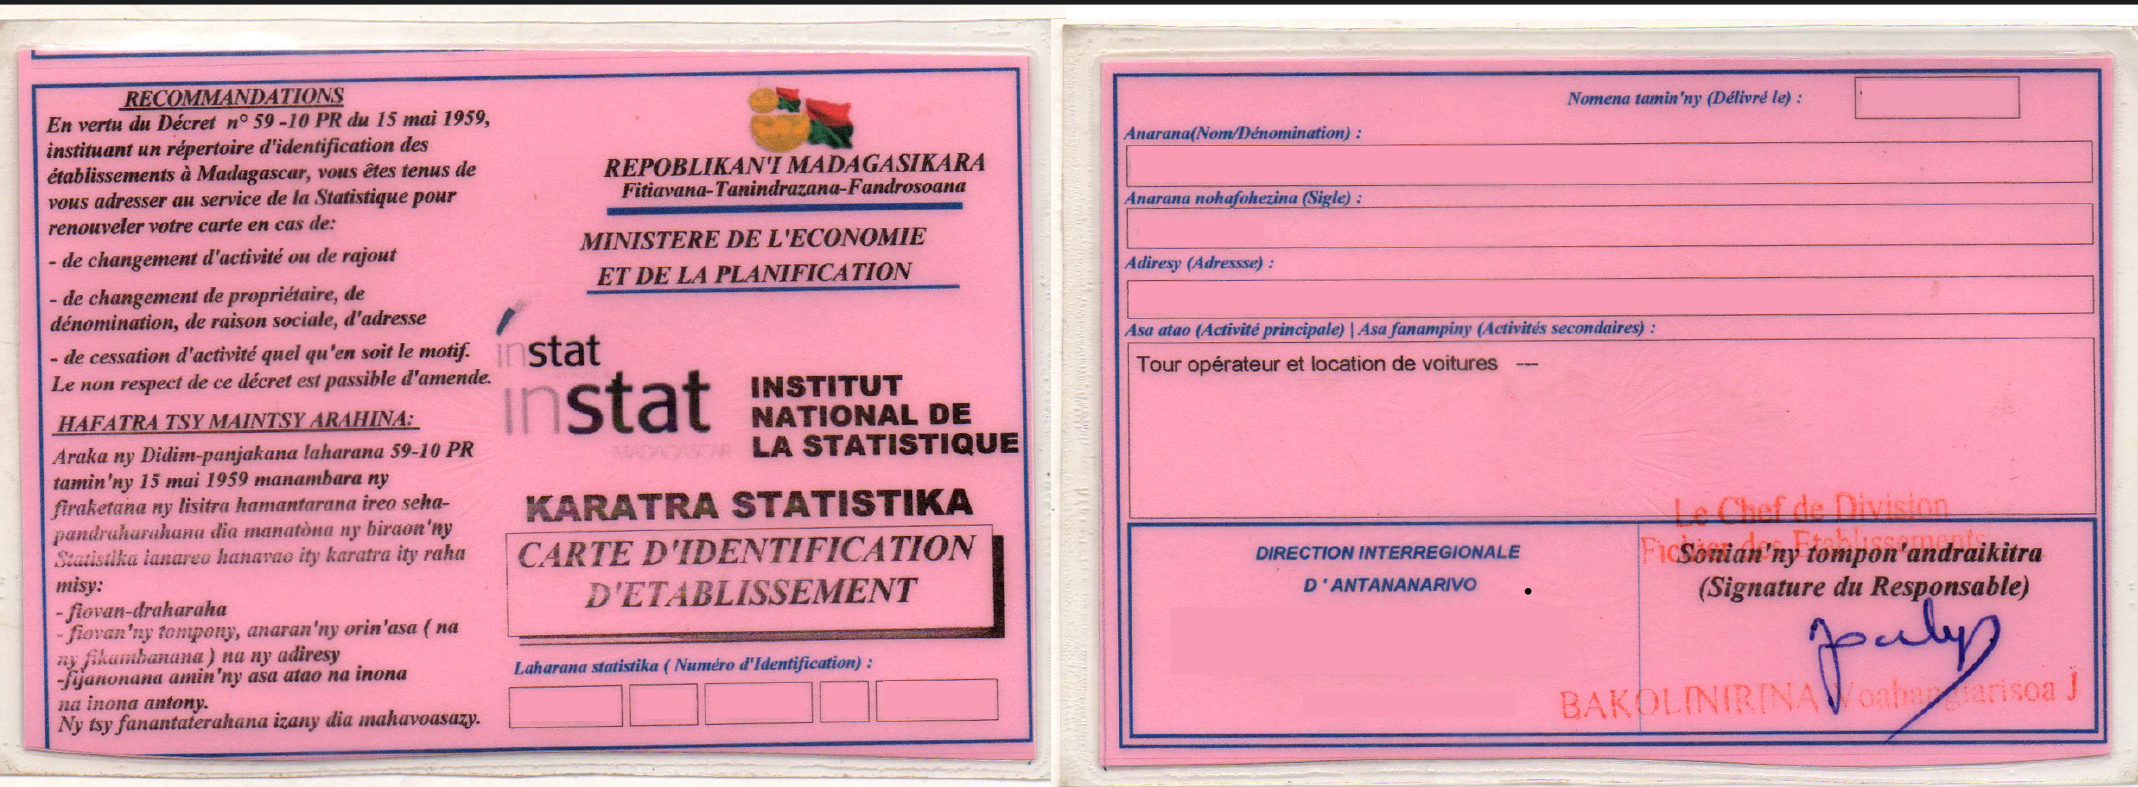 RECOMMANDATIONS
En vertu du Décret n° 59 -10 PR du 15 mai 1959,
instituant un répertoire d'identification des
établissements à Madagascar, vous êtes tenus de
vous adresser au service de la Statistique pour
renouveler votre carte en cas de:
- de changement d'activité ou de rajout
- de changement de propriétaire, de
dénomination, de raison sociale, d'adresse
- de cessation d'activité quel qu'en soit le motif.
Le non respect de ce décret est passible d'amende.
HAFATRA TSY MAINTSY ARAHINA:
Araka ny Didim-panjakana laharana 59-10 PR
tamin'ny 15 mai 1959 manambara ny
firaketana ny lisitra hamantarana ireo seha-
pandraharahana dia manatòna ny biraon'ny
Statistika ianareo hanavao ity karatra ity raha
misy:
- fiovan-draharaha
- fiovan'ny tompony, anaran'ny orin'asa ( na
ny fikambanana ) na ny adiresy
-fijanonana amin'ny asa atao na inona
na inona antony.
Ny tsy fanantaterahana izany dia mahavoasazy.
REPOBLIKAN'I MADAGASIKARA
Fitiavana-Tanindrazana-Fandrosoana
MINISTERE DE L'ECONOMIE
ET DE LA PLANIFICATION
instat
instat
MADAGASCAR
INSTITUT
NATIONAL DE
LA STATISTIQUE
KARATRA STATISTIKA
CARTE D'IDENTIFICATION
D'ETABLISSEMENT
Laharana statistika ( Numéro d'Identification) :
Nomena tamin'ny (Délivré le) :
Anarana(Nom/Dénomination) :
Anarana nohafohezina (Sigle) :
Adiresy (Adressse) :
Asa atao (Activité principale) | Asa fanampiny (Activités secondaires) :
Tour opérateur et location de voitures ---
DIRECTION INTERREGIONALE
D ' ANTANANARIVO
Le Chef de Division
Fichier des Etablissements
Sonian'ny tompon'andraikitra
(Signature du Responsable)
BAKOLINIRINA Voahangiarisoa J